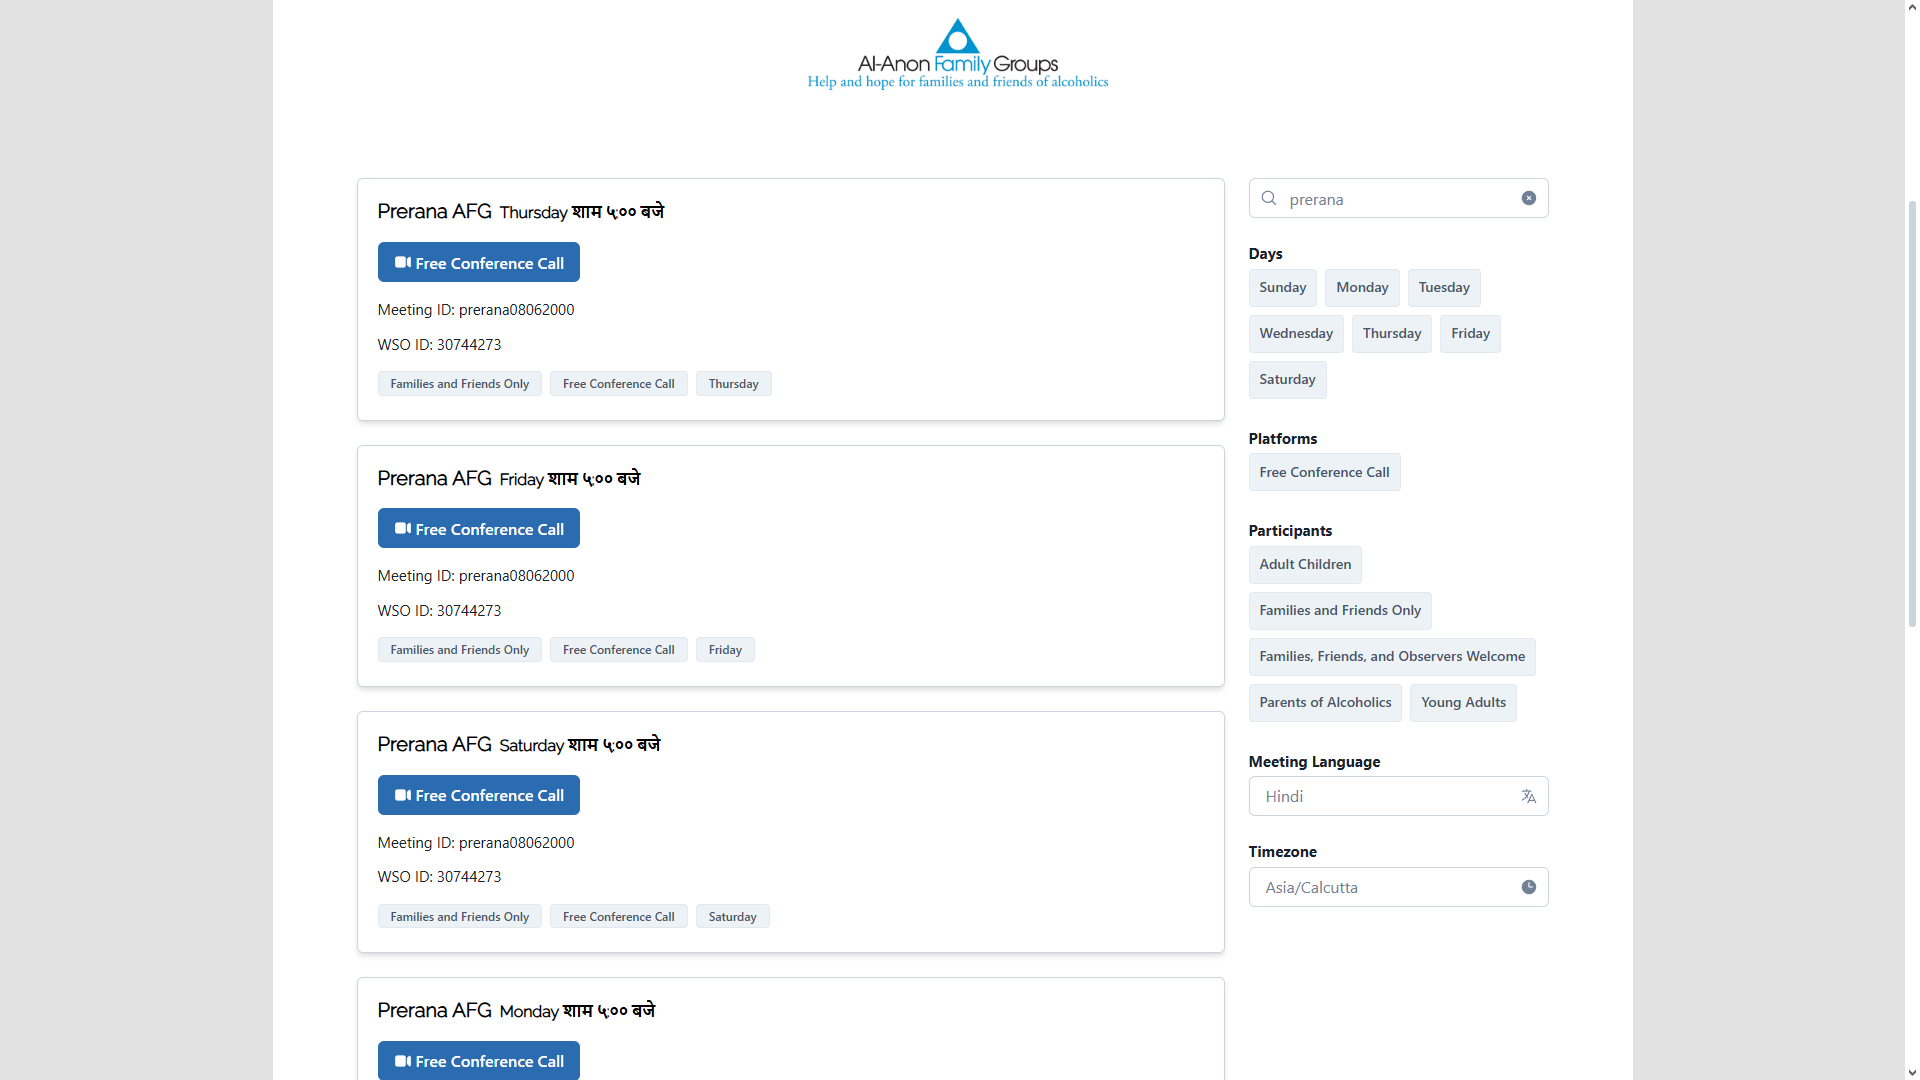 Al-Anon Family Groups
Help and hope for families and friends of alcoholics
Prerana AFG Thursday शाम ५:०० बजे
Free Conference Call
Meeting ID: prerana08062000
WSO ID: 30744273
Families and Friends Only Free Conference Call Thursday
Prerana AFG Friday शाम ५:०० बजे
Free Conference Call
Meeting ID: prerana08062000
WSO ID: 30744273
Families and Friends Only Free Conference Call Friday
Prerana AFG Saturday शाम ५:०० बजे
Free Conference Call
Meeting ID: prerana08062000
WSO ID: 30744273
Families and Friends Only Free Conference Call Saturday
Prerana AFG Monday शाम ५:०० बजे
Free Conference Call
prerana
Days
Sunday Monday Tuesday
Wednesday Thursday Friday
Saturday
Platforms
Free Conference Call
Participants
Adult Children
Families and Friends Only
Families, Friends, and Observers Welcome
Parents of Alcoholics Young Adults
Meeting Language
Hindi
Timezone
Asia/Calcutta